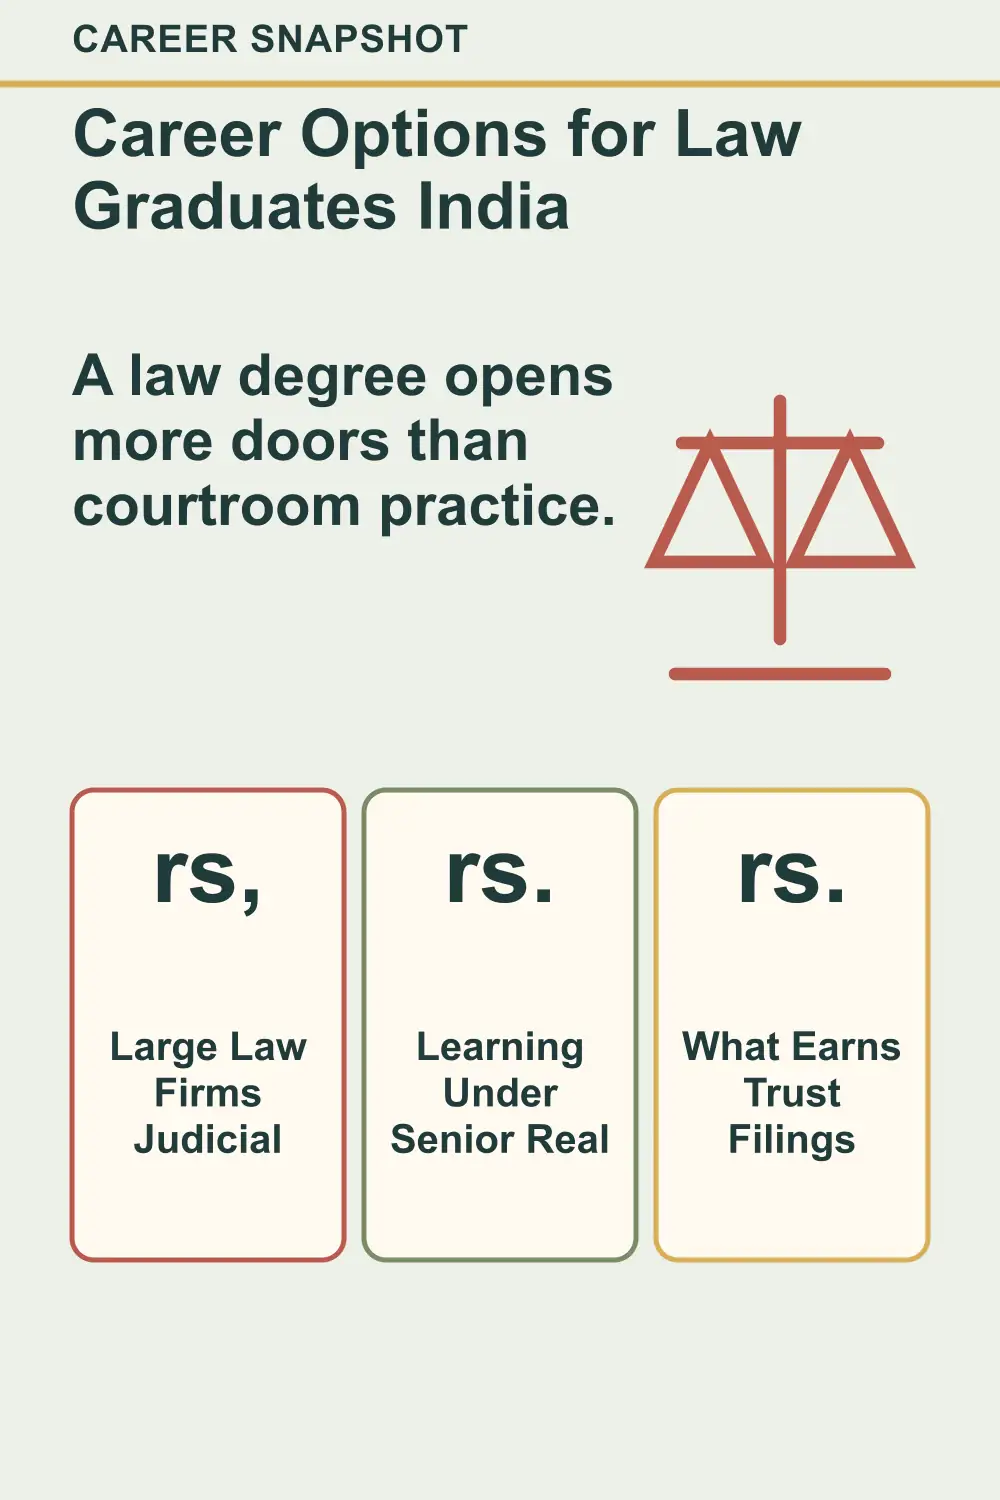 CAREER SNAPSHOT
Career Options for Law
Graduates India
A law degree opens
more doors than
courtroom practice.
rs,
Large Law
Firms
Judicial
rs.
Learning
Under
Senior Real
rs.
What Earns
Trust
Filings